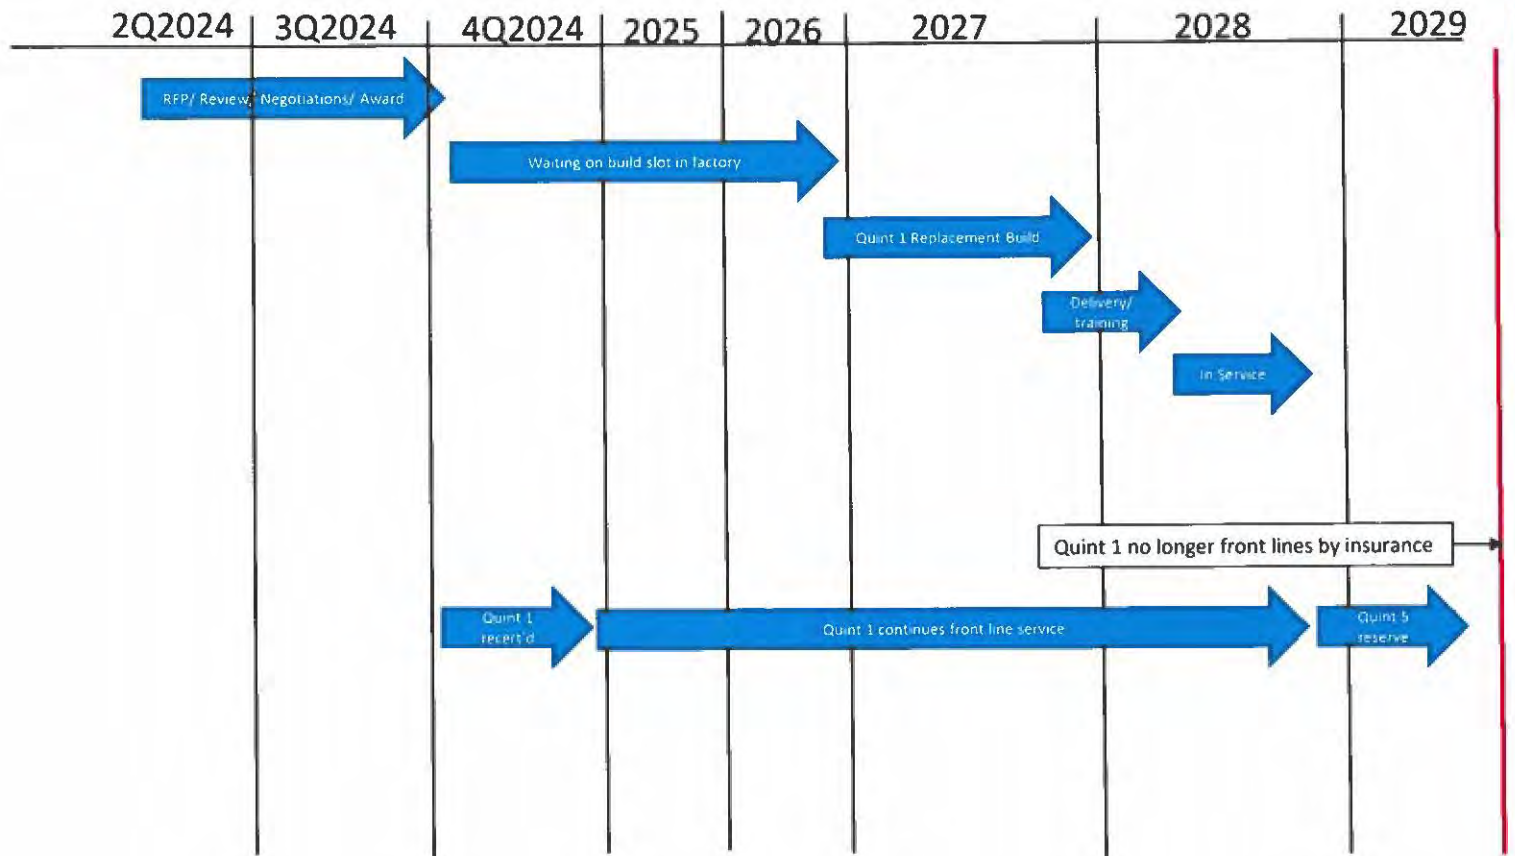 2Q2024 3Q2024 4Q2024 2025 2026 2027 2028 2029
RFP/ Review/ Negotiations/ Award
Waiting on build slot in factory
Quint 1 Replacement Build
Delivery/
training
In Service
Quint 1 no longer front lines by insurance
Quint 1
recert'd
Quint 1 continues front line service
Quint 5
reserve